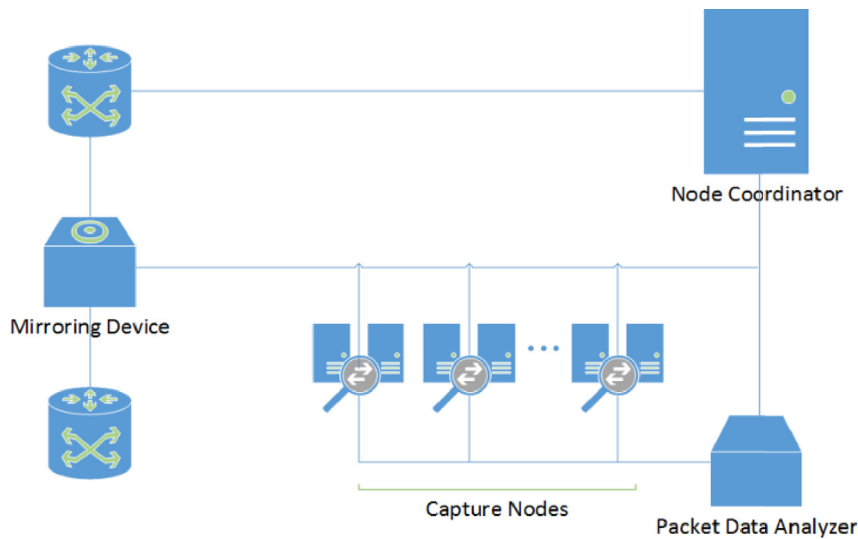 Node Coordinator
Mirroring Device
Capture Nodes
Packet Data Analyzer